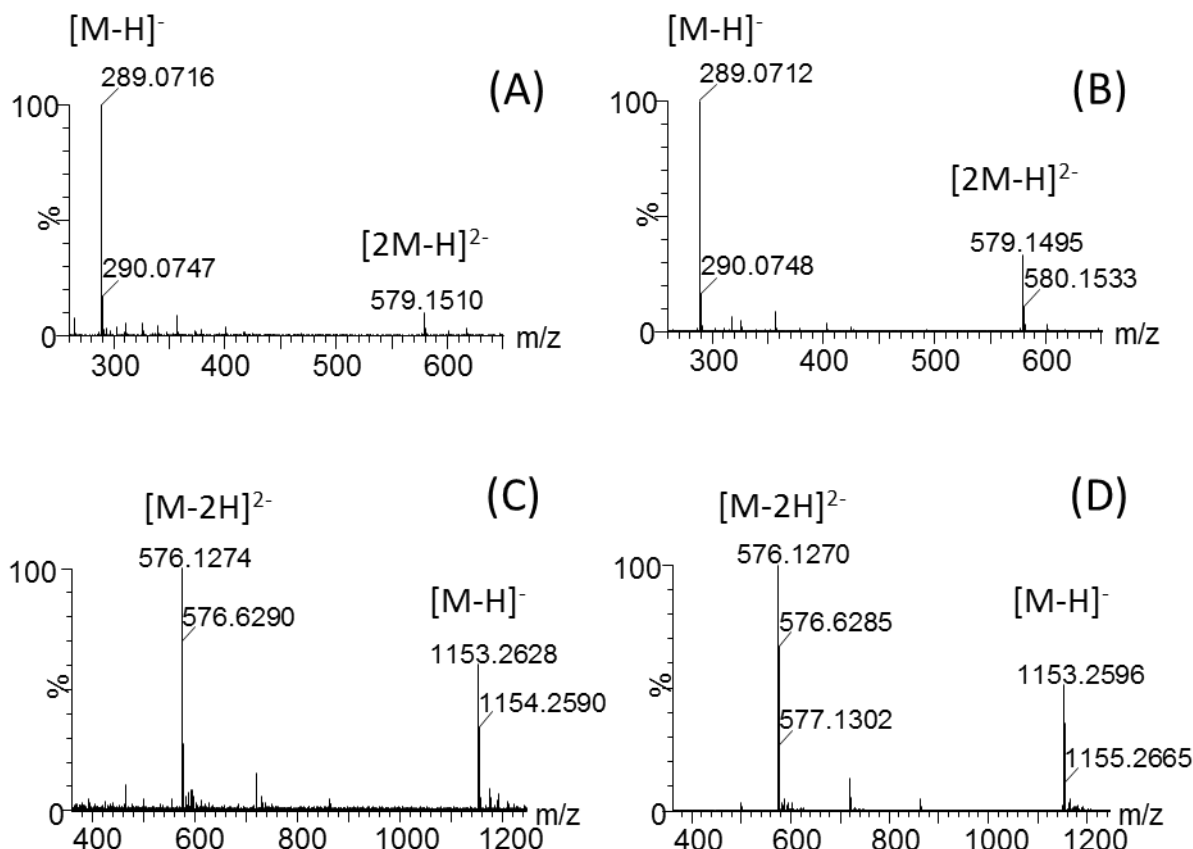 [M-H]-
289.0716
(A)
100
%
290.0747
[2M-H]2-
579.1510
0
300 400 500 600
m/z
[M-H]-
289.0712
(B)
100
%
290.0748
[2M-H]2-
579.1495
580.1533
0
300 400 500 600
m/z
[M-2H]2-
(C)
576.1274
100
%
576.6290
[M-H]-
1153.2628
1154.2590
0
400 600 800 1000 1200
m/z
[M-2H]2-
(D)
576.1270
100
%
576.6285
577.1302
[M-H]-
1153.2596
1155.2665
0
400 600 800 1000 1200
m/z